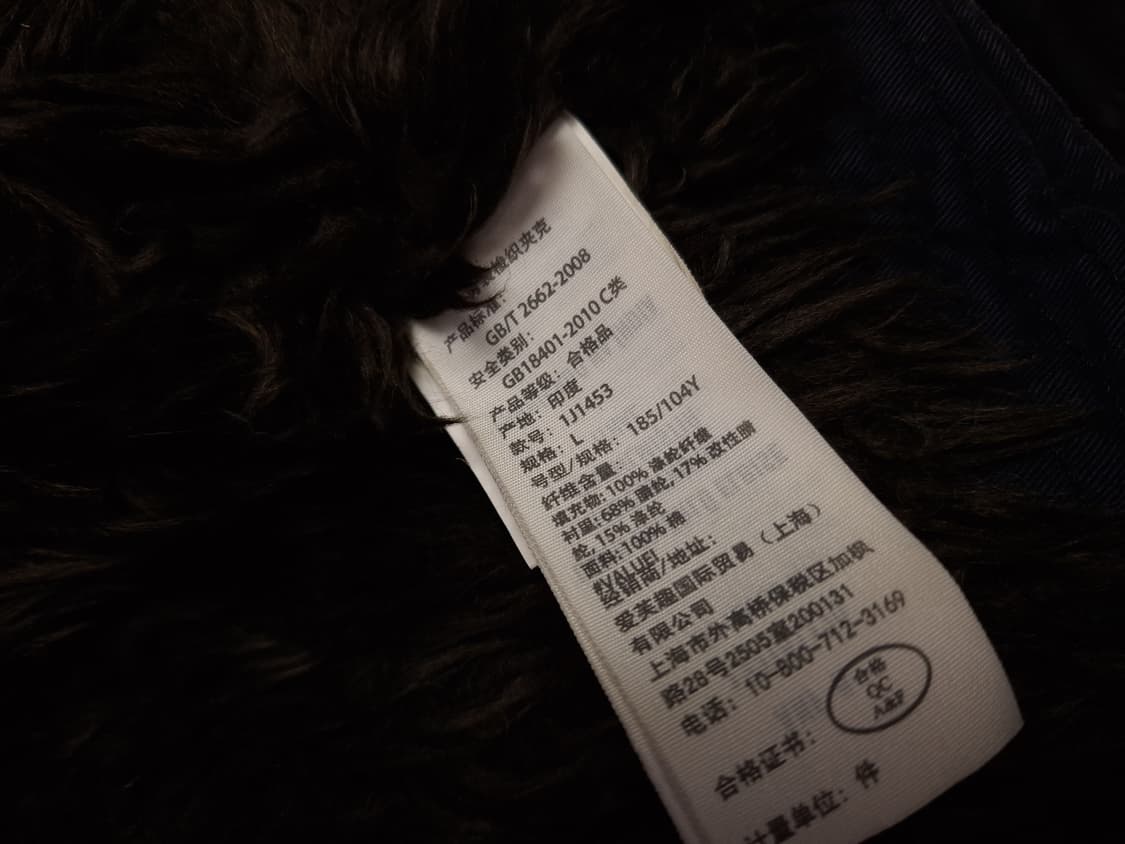 梭织夹克
产品标准：
GB/T 2662-2008
安全类别：
GB18401-2010 C类
产品等级：合格品
产地：印度
款号：1J1453
规格：L
号型/规格：185/104Y
纤维含量：
填充物:100% 涤纶纤维
衬里:68% 腈纶,17% 改性腈
纶,15% 涤纶
面料:100% 棉
#VALUE!
经销商/地址：
爱芙趣国际贸易（上海）
有限公司
上海市外高桥保税区加枫
路28号2505室200131
电话：10-800-712-3169
合格
QC
A&F
合格证书：
计量单位：件